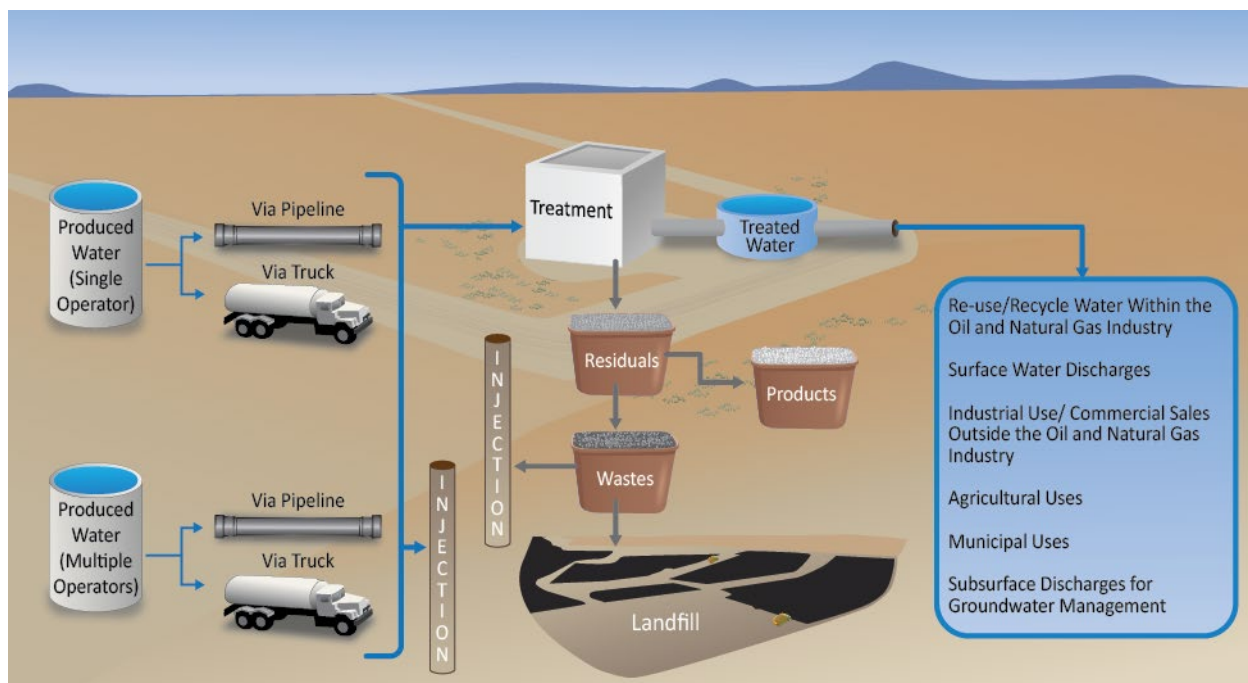 Produced
Water
(Single
Operator)
Via Pipeline
Via Truck
Treatment
Treated
Water
Residuals
Products
Wastes
INJECTION
Landfill
Produced
Water
(Multiple
Operators)
Via Pipeline
Via Truck
INJECTION
Re-use/Recycle Water Within the
Oil and Natural Gas Industry
Surface Water Discharges
Industrial Use/ Commercial Sales
Outside the Oil and Natural Gas
Industry
Agricultural Uses
Municipal Uses
Subsurface Discharges for
Groundwater Management